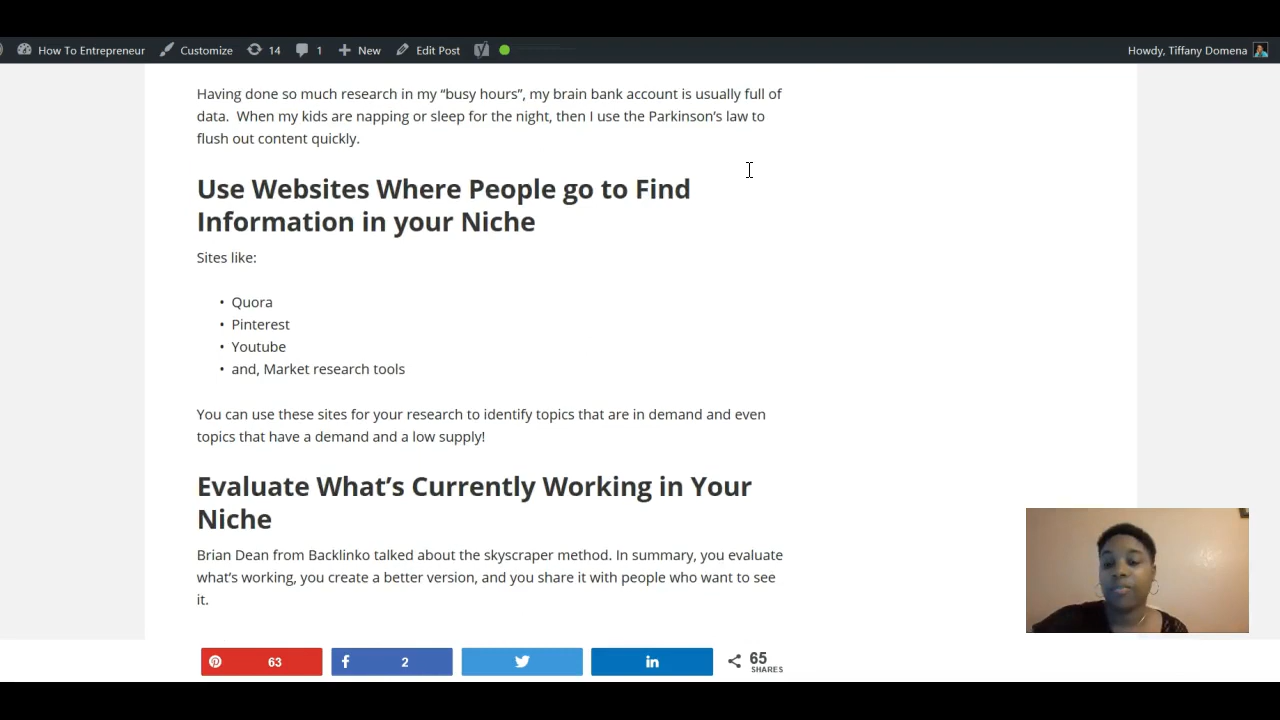 How To Entrepreneur Customize 14 1 New Edit Post Howdy, Tiffany Domena
Having done so much research in my “busy hours”, my brain bank account is usually full of
data.  When my kids are napping or sleep for the night, then I use the Parkinson’s law to
flush out content quickly.
Use Websites Where People go to Find
Information in your Niche
Sites like:
• Quora
• Pinterest
• Youtube
• and, Market research tools
You can use these sites for your research to identify topics that are in demand and even
topics that have a demand and a low supply!
Evaluate What’s Currently Working in Your
Niche
Brian Dean from Backlinko talked about the skyscraper method. In summary, you evaluate
what’s working, you create a better version, and you share it with people who want to see
it.
63 2 65
SHARES